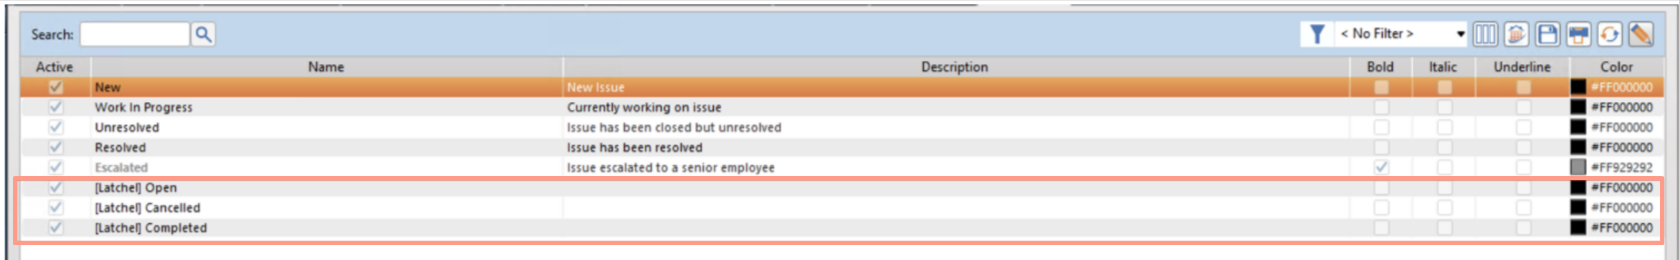 Search: < No Filter >
Active Name Description Bold Italic Underline Color
New New Issue #FF000000
Work In Progress Currently working on issue #FF000000
Unresolved Issue has been closed but unresolved #FF000000
Resolved Issue has been resolved #FF000000
Escalated Issue escalated to a senior employee #FF929292
[Latchel] Open #FF000000
[Latchel] Cancelled #FF000000
[Latchel] Completed #FF000000